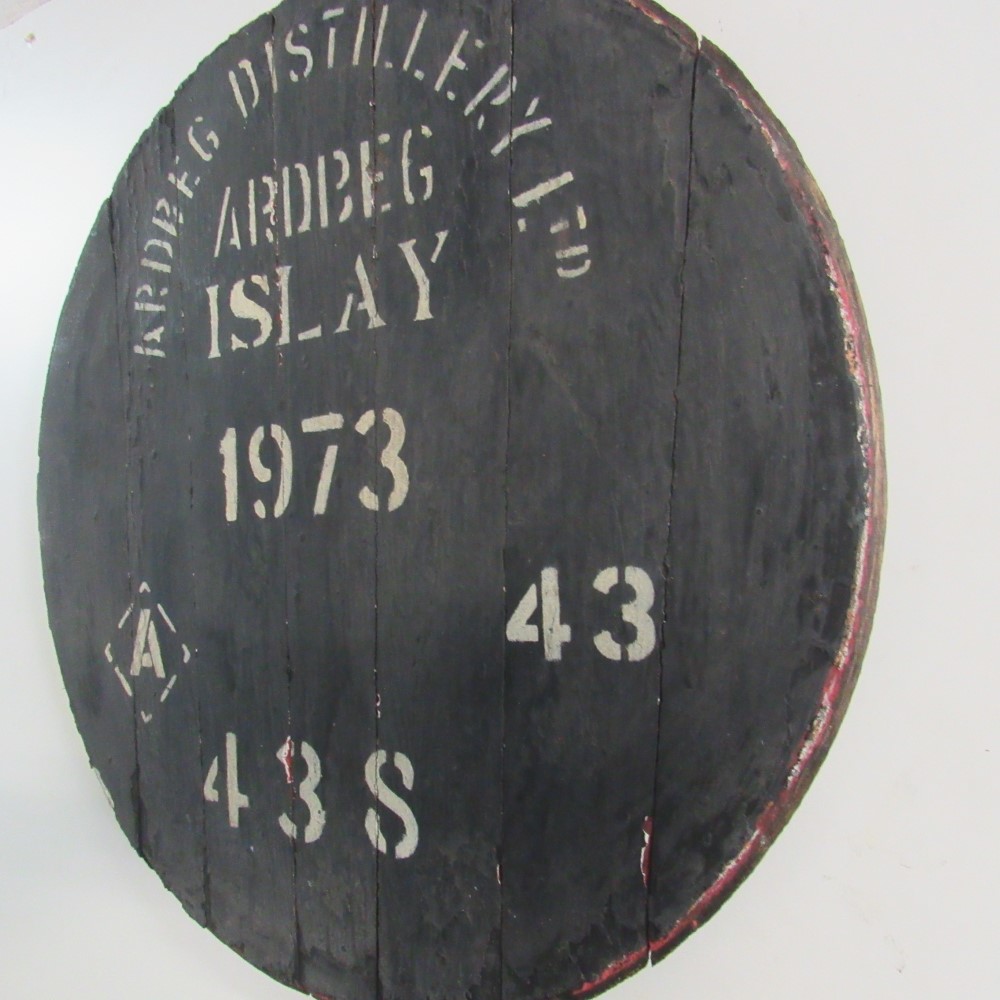 ARDBEG DISTILLERY LTD
ARDBEG
ISLAY
1973
43
A
43 S